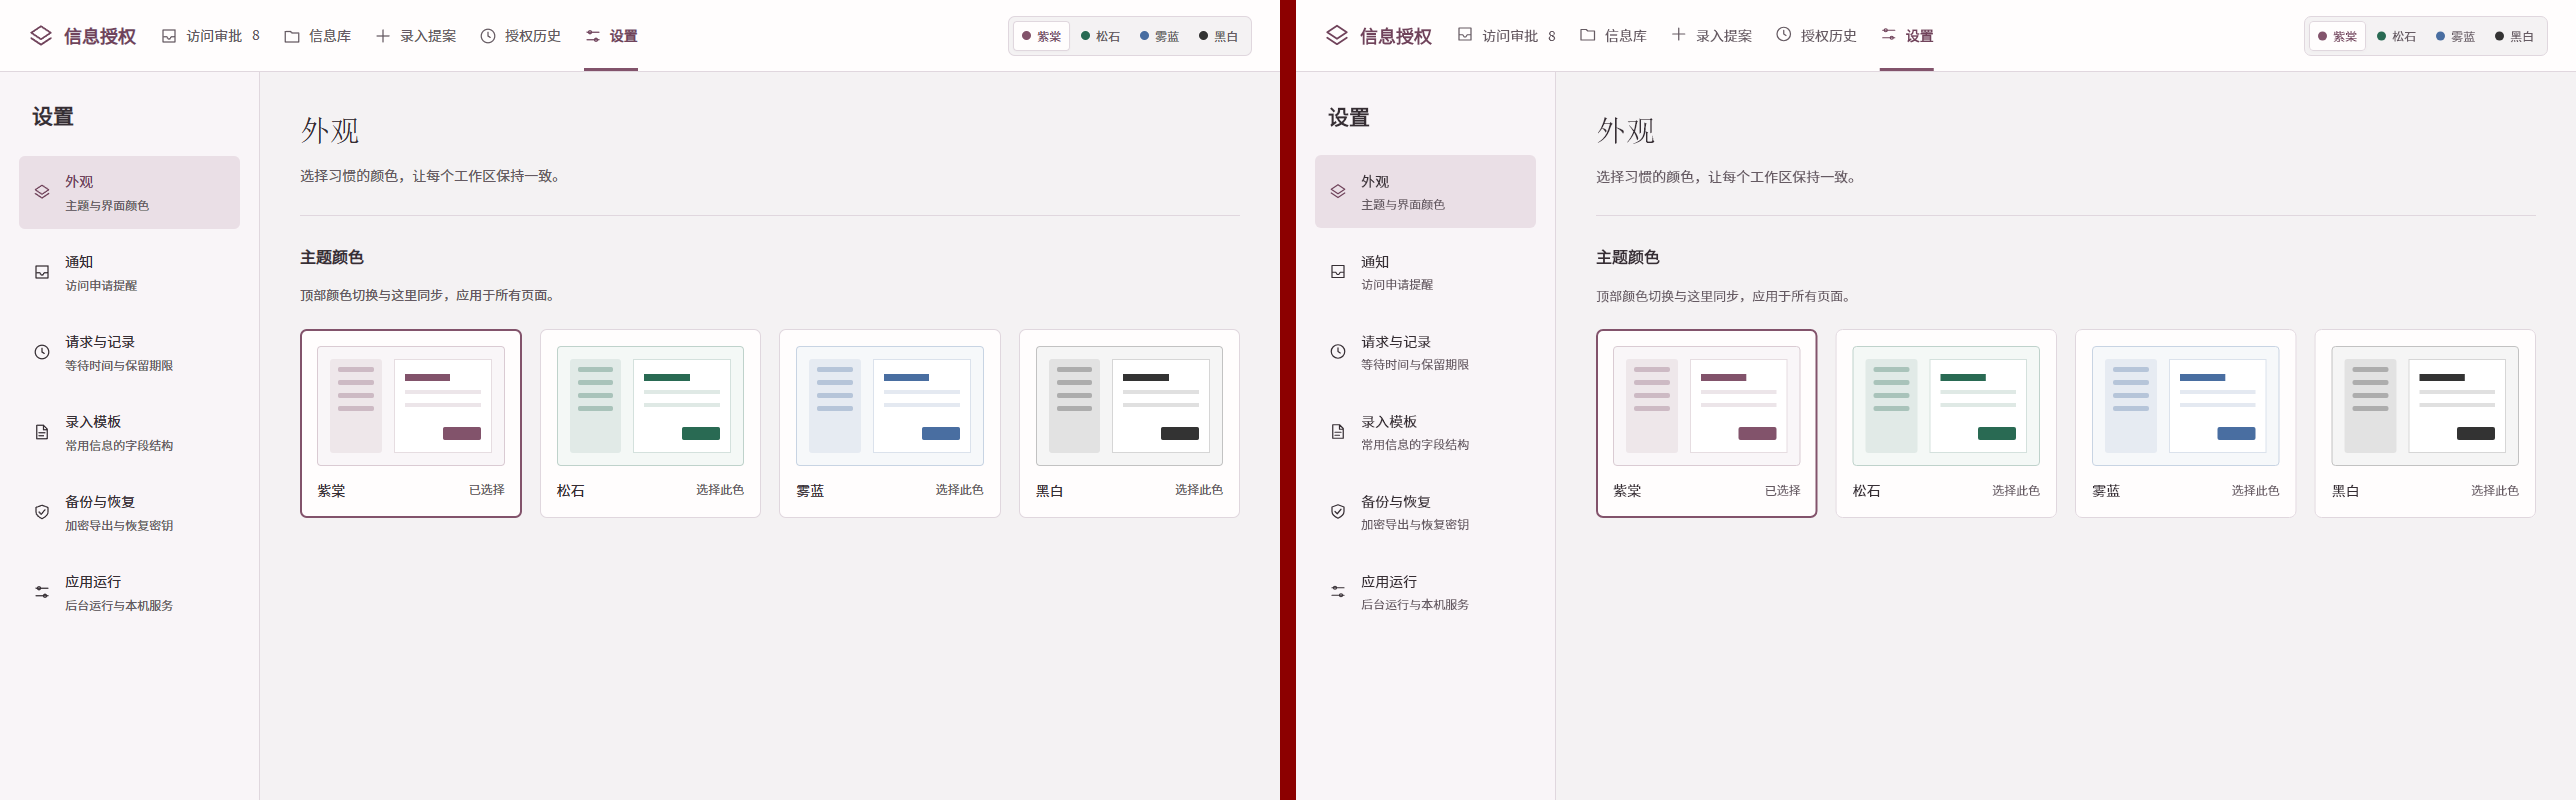 信息授权 访问审批 8 信息库 录入提案 授权历史 设置 紫棠 松石 雾蓝 黑白
设置
外观
主题与界面颜色
通知
访问申请提醒
请求与记录
等待时间与保留期限
录入模板
常用信息的字段结构
备份与恢复
加密导出与恢复密钥
应用运行
后台运行与本机服务
外观
选择习惯的颜色，让每个工作区保持一致。
主题颜色
顶部颜色切换与这里同步，应用于所有页面。
紫棠 已选择 松石 选择此色 雾蓝 选择此色 黑白 选择此色
信息授权 访问审批 8 信息库 录入提案 授权历史 设置 紫棠 松石 雾蓝 黑白
设置
外观
主题与界面颜色
通知
访问申请提醒
请求与记录
等待时间与保留期限
录入模板
常用信息的字段结构
备份与恢复
加密导出与恢复密钥
应用运行
后台运行与本机服务
外观
选择习惯的颜色，让每个工作区保持一致。
主题颜色
顶部颜色切换与这里同步，应用于所有页面。
紫棠 已选择 松石 选择此色 雾蓝 选择此色 黑白 选择此色